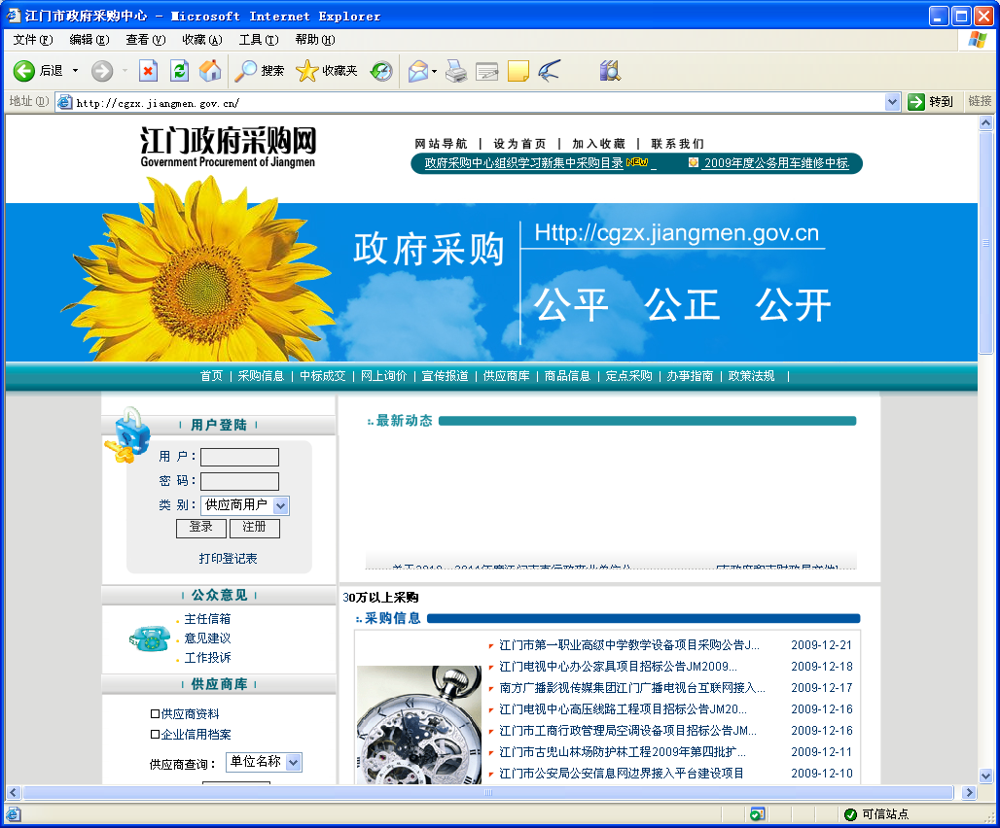 江门市政府采购中心 - Microsoft Internet Explorer
文件(F) 编辑(E) 查看(V) 收藏(A) 工具(T) 帮助(H)
后退 搜索 收藏夹
地址(D) http://cgzx.jiangmen.gov.cn/ 转到 链接
江门政府采购网
Government Procurement of Jiangmen
网站导航 | 设为首页 | 加入收藏 | 联系我们
政府采购中心组织学习新集中采购目录 NEW 2009年度公务用车维修中标
政府采购
Http://cgzx.jiangmen.gov.cn
公平 公正 公开
首页 | 采购信息 | 中标成交 | 网上询价 | 宣传报道 | 供应商库 | 商品信息 | 定点采购 | 办事指南 | 政策法规 |
用户登陆
用 户：
密 码：
类 别： 供应商用户
登录 注册
打印登记表
公众意见
主任信箱
意见建议
工作投诉
供应商库
口供应商资料
口企业信用档案
供应商查询： 单位名称
:.最新动态
30万以上采购
:.采购信息
江门市第一职业高级中学教学设备项目采购公告J... 2009-12-21
江门电视中心办公家具项目招标公告JM2009... 2009-12-18
南方广播影视传媒集团江门广播电视台互联网接入... 2009-12-17
江门电视中心高压线路工程项目招标公告JM20... 2009-12-16
江门市工商行政管理局空调设备项目招标公告JM... 2009-12-16
江门市古兜山林场防护林工程2009年第四批扩... 2009-12-11
江门市公安局公安信息网边界接入平台建设项目 2009-12-10
可信站点